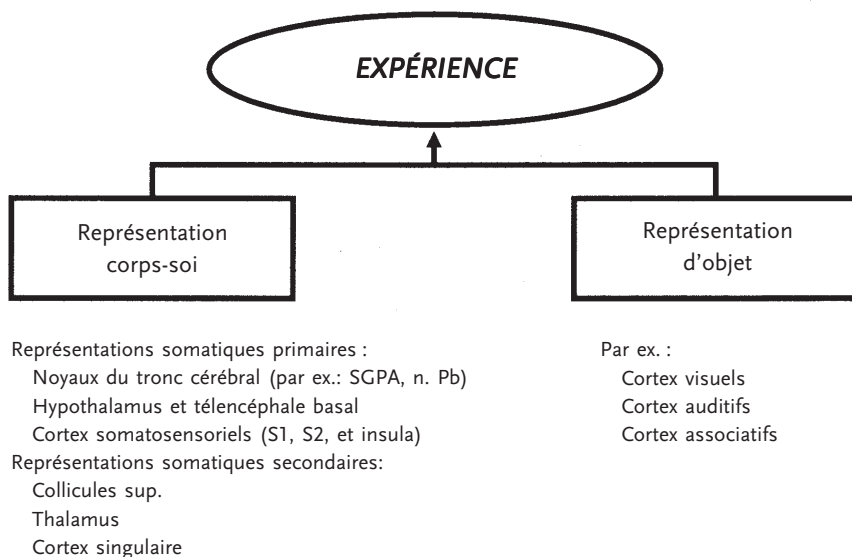 EXPÉRIENCE
Représentation
corps-soi
Représentation
d'objet
Représentations somatiques primaires :
Noyaux du tronc cérébral (par ex.: SGPA, n. Pb)
Hypothalamus et télencéphale basal
Cortex somatosensoriels (S1, S2, et insula)
Représentations somatiques secondaires:
Collicules sup.
Thalamus
Cortex singulaire
Par ex. :
Cortex visuels
Cortex auditifs
Cortex associatifs